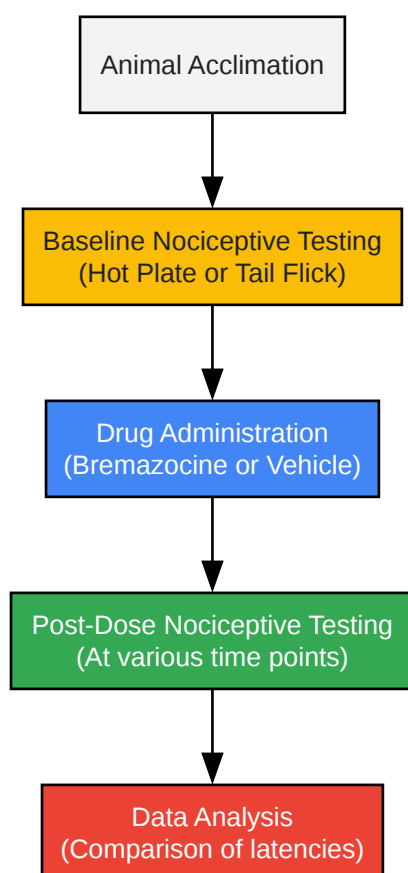 Animal Acclimation
Baseline Nociceptive Testing
(Hot Plate or Tail Flick)
Drug Administration
(Bremazocine or Vehicle)
Post-Dose Nociceptive Testing
(At various time points)
Data Analysis
(Comparison of latencies)